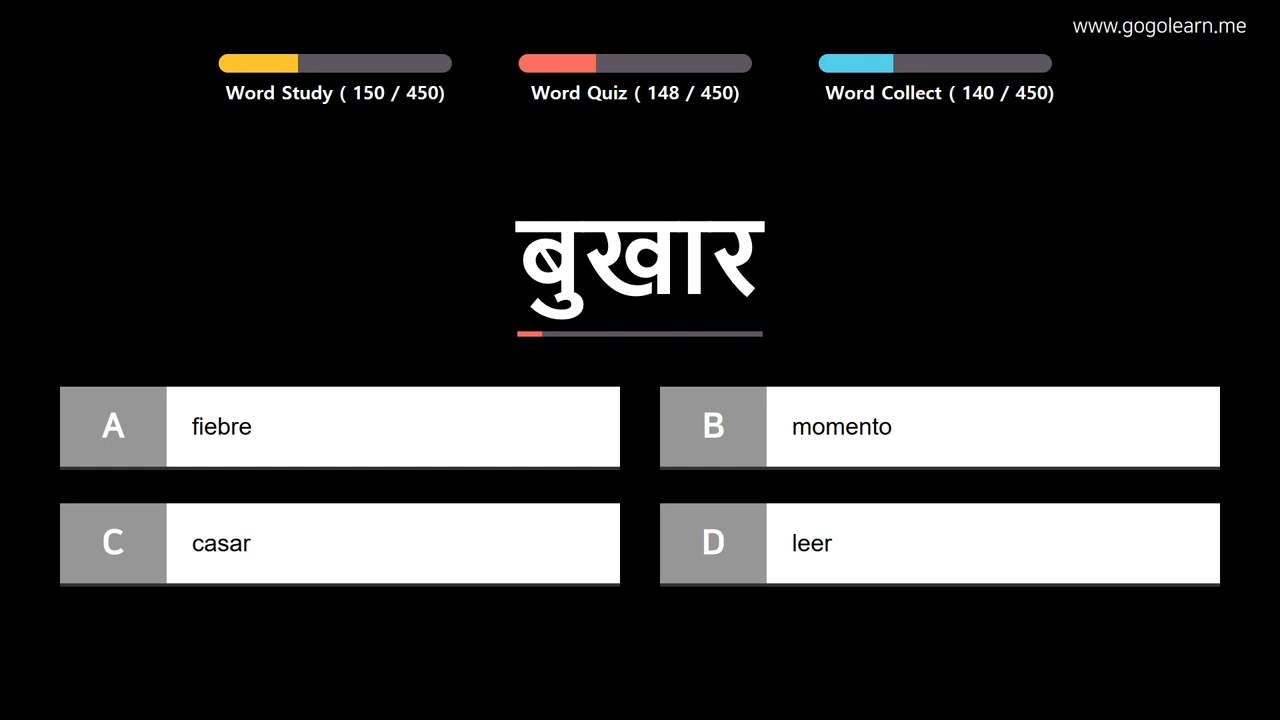 www.gogolearn.me
Word Study ( 150 / 450)
Word Quiz ( 148 / 450)
Word Collect ( 140 / 450)
बुखार
A fiebre
B momento
C casar
D leer